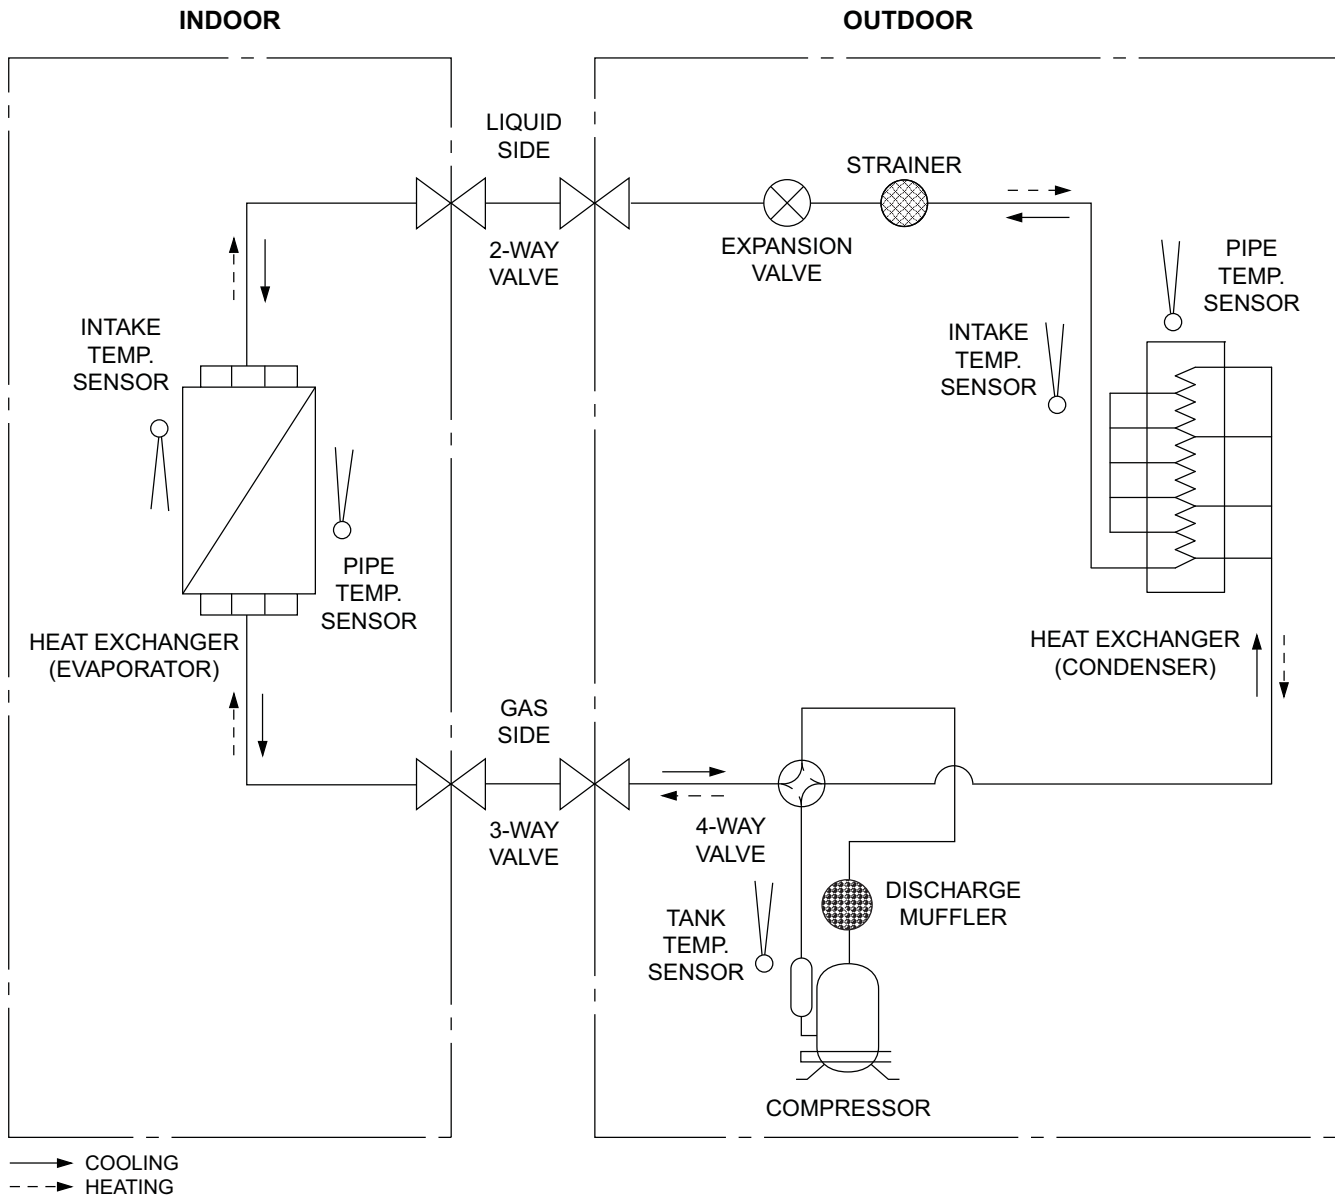 INDOOR
OUTDOOR
LIQUID
SIDE
2-WAY
VALVE
STRAINER
EXPANSION
VALVE
PIPE
TEMP.
SENSOR
INTAKE
TEMP.
SENSOR
INTAKE
TEMP.
SENSOR
PIPE
TEMP.
SENSOR
HEAT EXCHANGER
(EVAPORATOR)
HEAT EXCHANGER
(CONDENSER)
GAS
SIDE
3-WAY
VALVE
4-WAY
VALVE
DISCHARGE
MUFFLER
TANK
TEMP.
SENSOR
COMPRESSOR
COOLING
HEATING